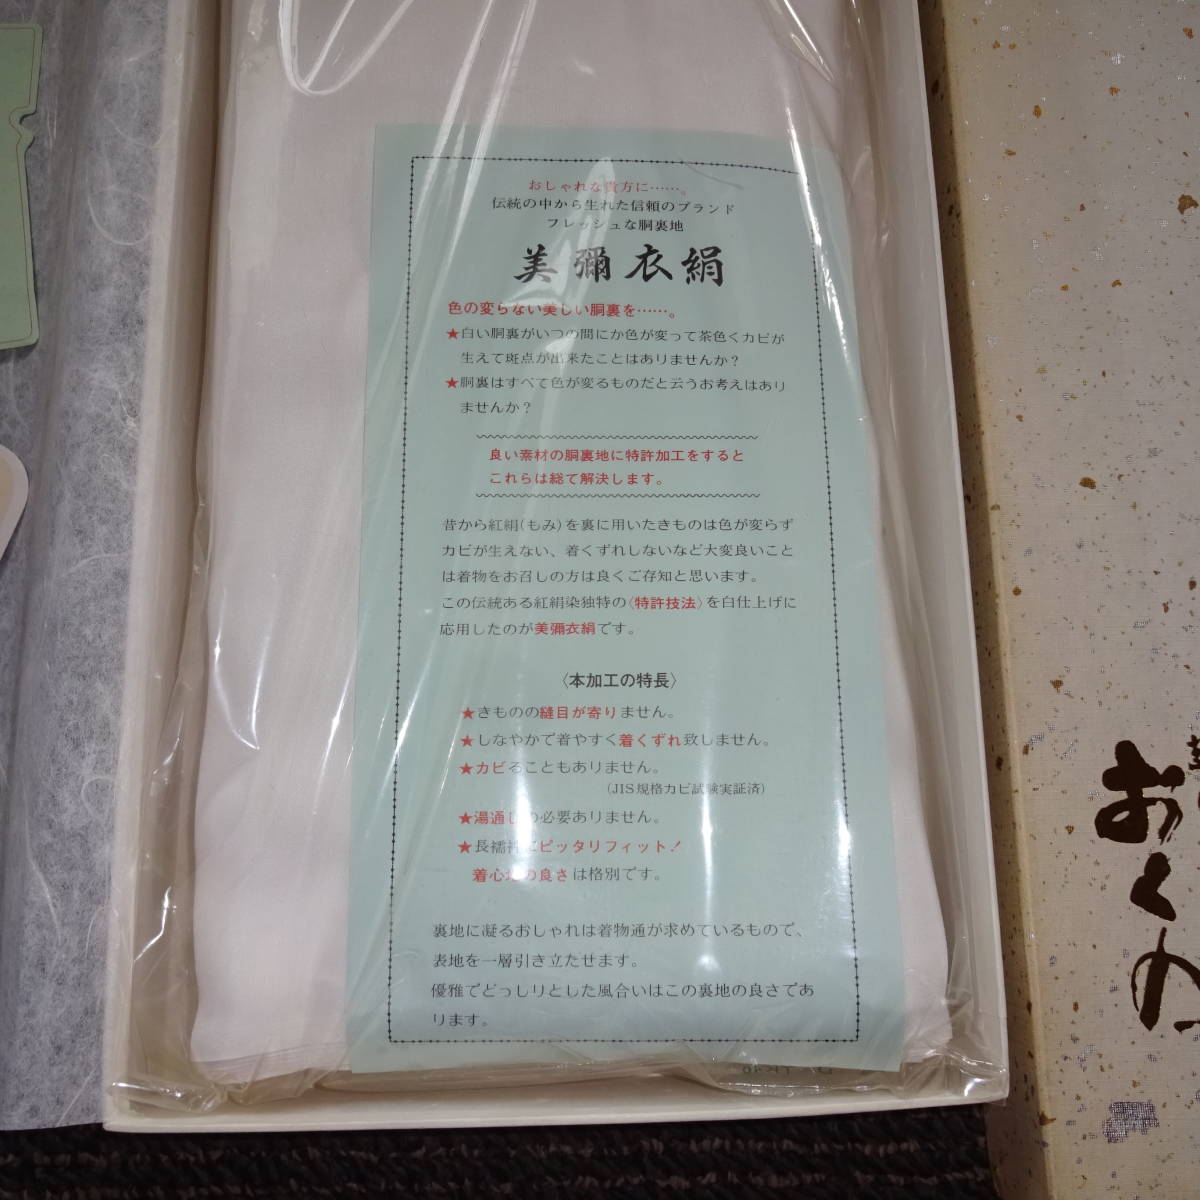 おしゃれな貴方に……。
伝統の中から生れた信頼のブランド
フレッシュな胴裏地
美彌衣絹
色の変らない美しい胴裏を……。
★白い胴裏がいつの間にか色が変って茶色くカビが
生えて斑点が出来たことはありませんか？
★胴裏はすべて色が変るものだと云うお考えはあり
ませんか？
良い素材の胴裏地に特許加工をすると
これらは総て解決します。
昔から紅絹(もみ)を裏に用いたきものは色が変らず
カビが生えない、着くずれしないなど大変良いこと
は着物をお召しの方は良くご存知と思います。
この伝統ある紅絹染独特の〈特許技法〉を白仕上げに
応用したのが美彌衣絹です。
〈本加工の特長〉
★きものの縫目が寄りません。
★しなやかで着やすく着くずれ致しません。
★カビることもありません。
(JIS規格カビ試験実証済)
★湯通しの必要ありません。
★長襦袢にピッタリフィット！
着心地の良さは格別です。
裏地に凝るおしゃれは着物通が求めているもので、
表地を一層引き立たせます。
優雅でどっしりとした風合いはこの裏地の良さであ
ります。
おくみ